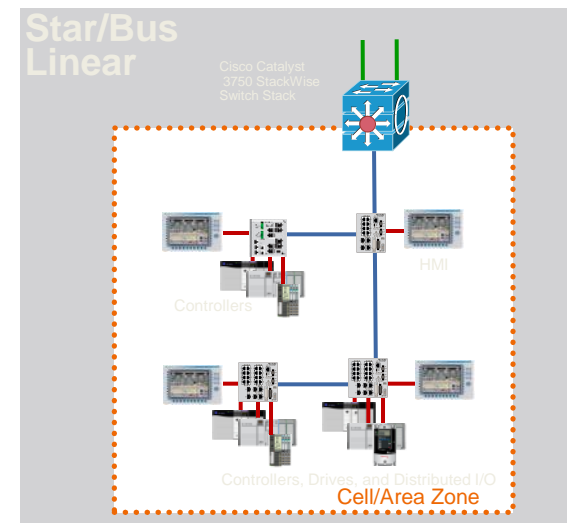 Star/Bus
Linear
Cisco Catalyst
3750 StackWise
Switch Stack
HMI
Controllers
Controllers, Drives, and Distributed I/O
Cell/Area Zone